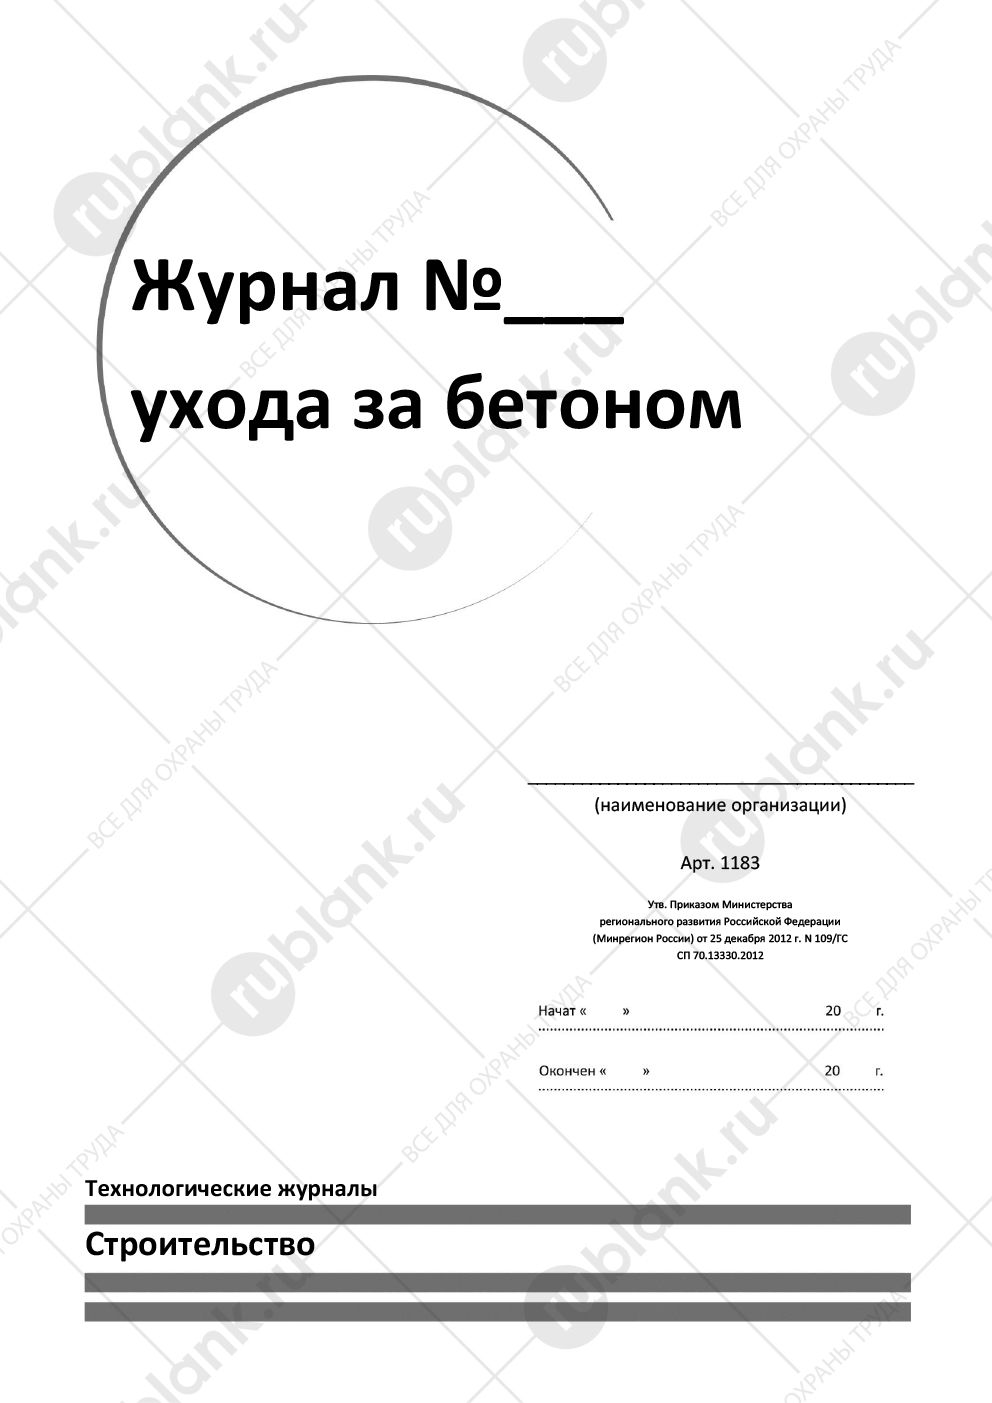 Журнал №___
ухода за бетоном
(наименование организации)
Арт. 1183
Утв. Приказом Министерства
регионального развития Российской Федерации
(Минрегион России) от 25 декабря 2012 г. N 109/ГС
СП 70.13330.2012
Начат « » 20 г.
Окончен « » 20 г.
Технологические журналы
Строительство
rublank.ru
ВСЕ ДЛЯ ОХРАНЫ ТРУДА